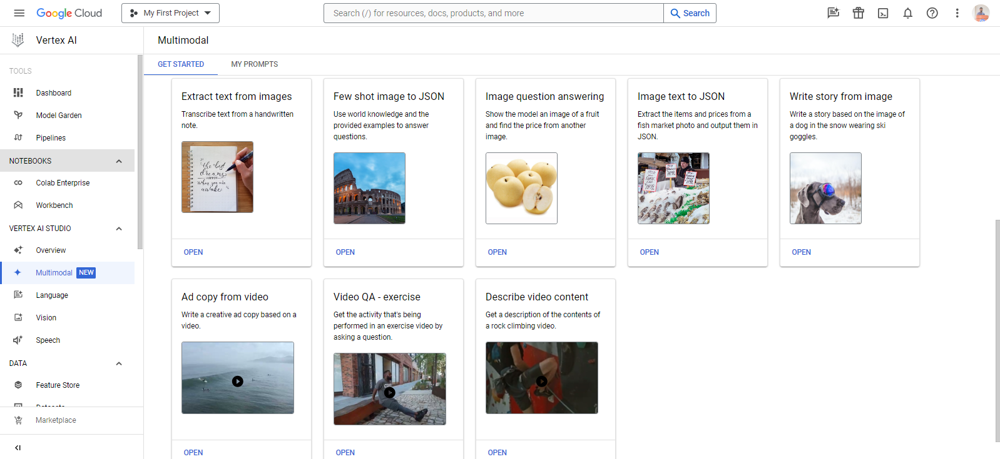 Google Cloud
My First Project
Search (/) for resources, docs, products, and more
Search
Vertex AI
Multimodal
GET STARTED
MY PROMPTS
TOOLS
Dashboard
Model Garden
Pipelines
NOTEBOOKS
Colab Enterprise
Workbench
VERTEX AI STUDIO
Overview
Multimodal NEW
Language
Vision
Speech
DATA
Feature Store
Datasets
Marketplace
Extract text from images
Transcribe text from a handwritten
note.
the best
dreams
HAPPEN
when you are
awake
OPEN
Few shot image to JSON
Use world knowledge and the
provided examples to answer
questions.
OPEN
Image question answering
Show the model an image of a fruit
and find the price from another
image.
OPEN
Image text to JSON
Extract the items and prices from a
fish market photo and output them in
JSON.
OPEN
Write story from image
Write a story based on the image of
a dog in the snow wearing ski
goggles.
OPEN
Ad copy from video
Write a creative ad copy based on a
video.
OPEN
Video QA - exercise
Get the activity that's being
performed in an exercise video by
asking a question.
OPEN
Describe video content
Get a description of the contents of
a rock climbing video.
OPEN